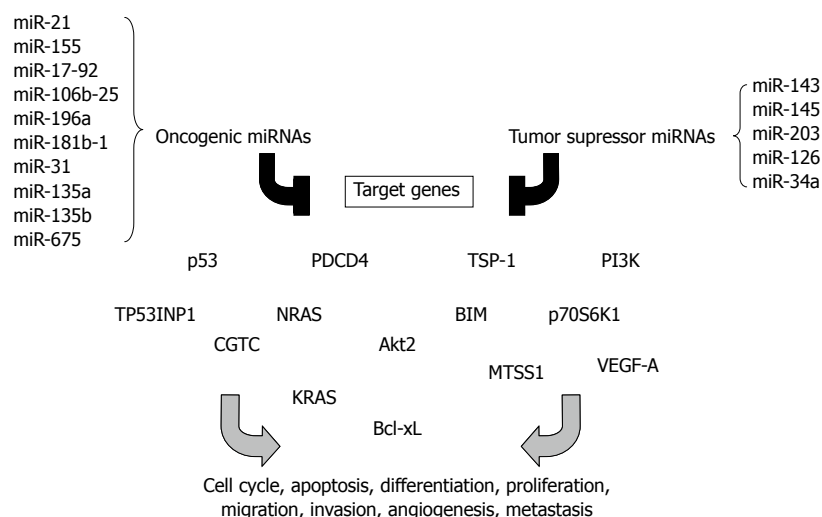 miR-21
miR-155
miR-17-92
miR-106b-25
miR-196a
miR-181b-1
miR-31
miR-135a
miR-135b
miR-675
Oncogenic miRNAs
Tumor supressor miRNAs
miR-143
miR-145
miR-203
miR-126
miR-34a
Target genes
p53 PDCD4 TSP-1 PI3K
TP53INP1 NRAS BIM p70S6K1
CGTC Akt2
MTSS1 VEGF-A
KRAS
Bcl-xL
Cell cycle, apoptosis, differentiation, proliferation,
migration, invasion, angiogenesis, metastasis